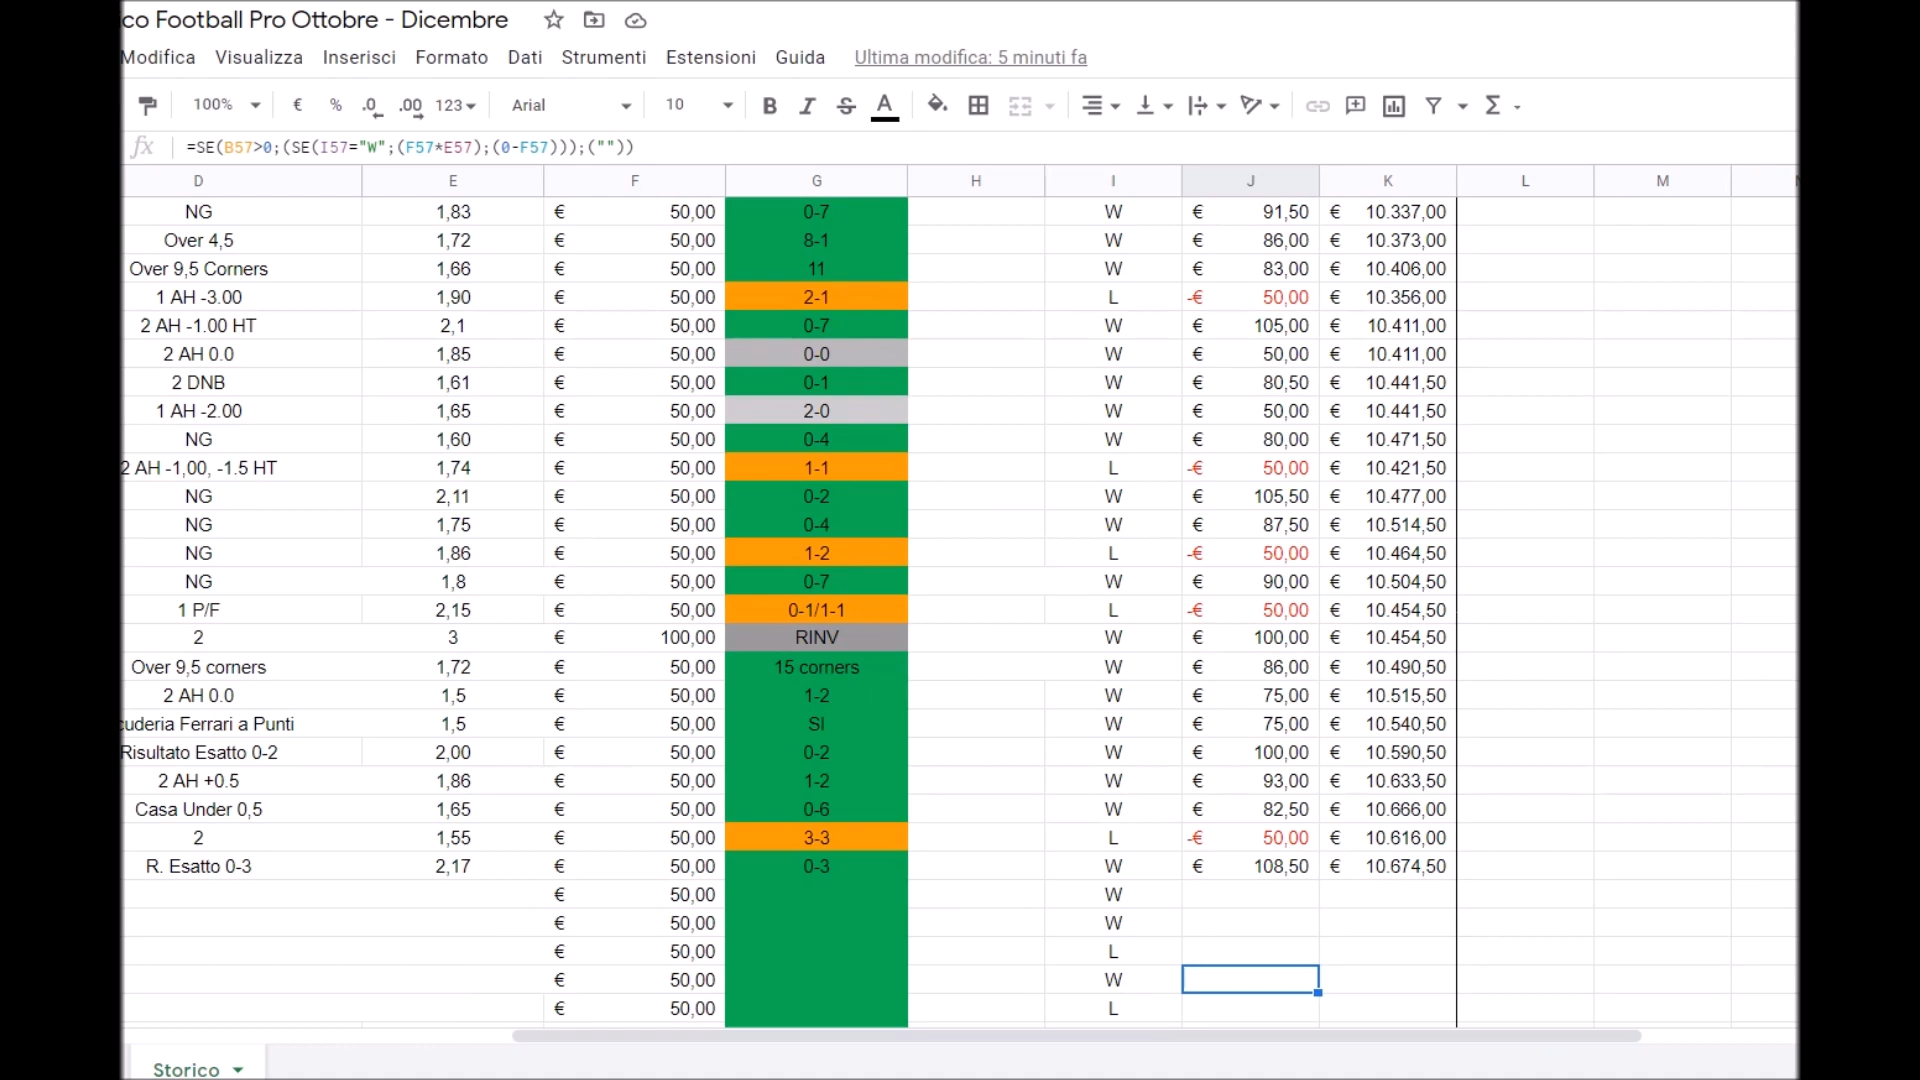 co Football Pro Ottobre - Dicembre
Modifica Visualizza Inserisci Formato Dati Strumenti Estensioni Guida Ultima modifica: 5 minuti fa
100% € % .0 .00 123 Arial 10 B I S A Σ
fx =SE(B57>0;(SE(I57="W";(F57*E57);(0-F57)));(""))
D E F G H I J K L M
NG 1,83 € 50,00 0-7 W € 91,50 € 10.337,00
Over 4,5 1,72 € 50,00 8-1 W € 86,00 € 10.373,00
Over 9,5 Corners 1,66 € 50,00 11 W € 83,00 € 10.406,00
1 AH -3.00 1,90 € 50,00 2-1 L -€ 50,00 € 10.356,00
2 AH -1.00 HT 2,1 € 50,00 0-7 W € 105,00 € 10.411,00
2 AH 0.0 1,85 € 50,00 0-0 W € 50,00 € 10.411,00
2 DNB 1,61 € 50,00 0-1 W € 80,50 € 10.441,50
1 AH -2.00 1,65 € 50,00 2-0 W € 50,00 € 10.441,50
NG 1,60 € 50,00 0-4 W € 80,00 € 10.471,50
2 AH -1,00, -1.5 HT 1,74 € 50,00 1-1 L -€ 50,00 € 10.421,50
NG 2,11 € 50,00 0-2 W € 105,50 € 10.477,00
NG 1,75 € 50,00 0-4 W € 87,50 € 10.514,50
NG 1,86 € 50,00 1-2 L -€ 50,00 € 10.464,50
NG 1,8 € 50,00 0-7 W € 90,00 € 10.504,50
1 P/F 2,15 € 50,00 0-1/1-1 L -€ 50,00 € 10.454,50
2 3 € 100,00 RINV W € 100,00 € 10.454,50
Over 9,5 corners 1,72 € 50,00 15 corners W € 86,00 € 10.490,50
2 AH 0.0 1,5 € 50,00 1-2 W € 75,00 € 10.515,50
cuderia Ferrari a Punti 1,5 € 50,00 SI W € 75,00 € 10.540,50
Risultato Esatto 0-2 2,00 € 50,00 0-2 W € 100,00 € 10.590,50
2 AH +0.5 1,86 € 50,00 1-2 W € 93,00 € 10.633,50
Casa Under 0,5 1,65 € 50,00 0-6 W € 82,50 € 10.666,00
2 1,55 € 50,00 3-3 L -€ 50,00 € 10.616,00
R. Esatto 0-3 2,17 € 50,00 0-3 W € 108,50 € 10.674,50
€ 50,00 W
€ 50,00 W
€ 50,00 L
€ 50,00 W
€ 50,00 L
Storico